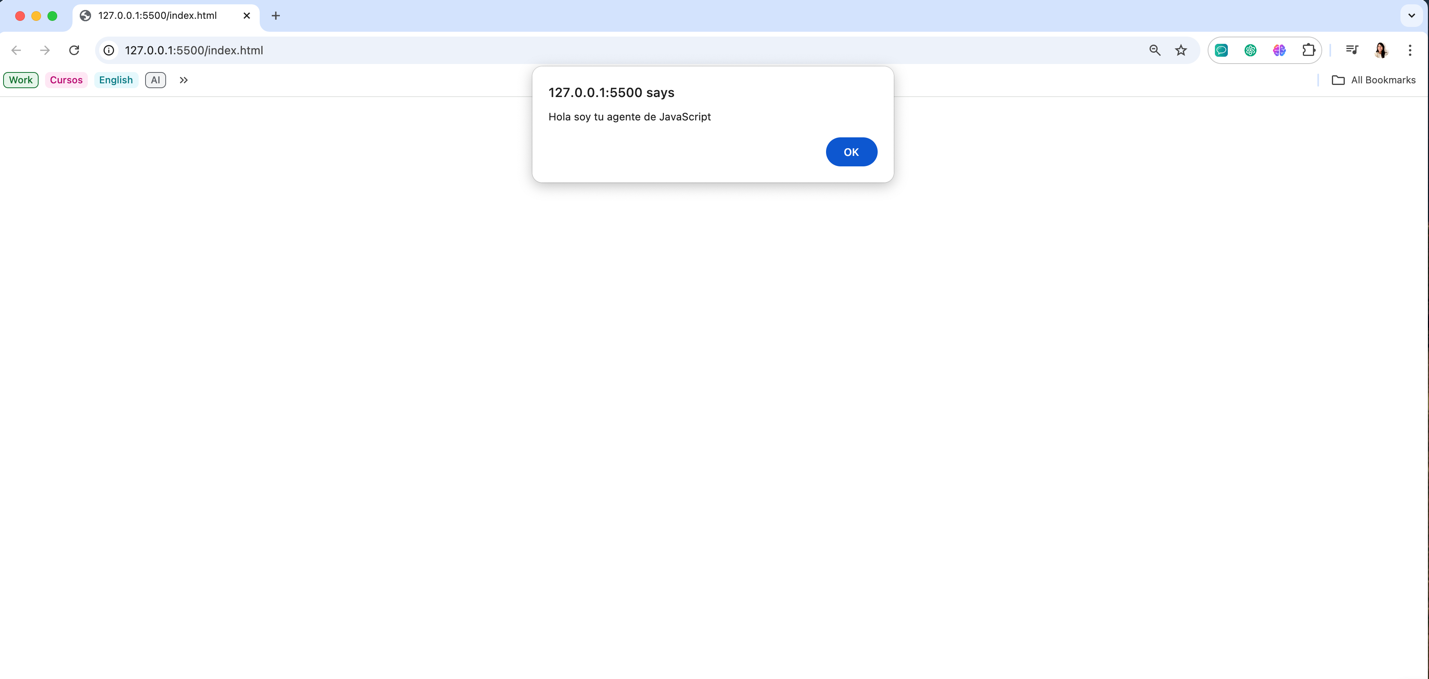 127.0.0.1:5500/index.html
127.0.0.1:5500/index.html
Work Cursos English AI All Bookmarks
127.0.0.1:5500 says
Hola soy tu agente de JavaScript
OK